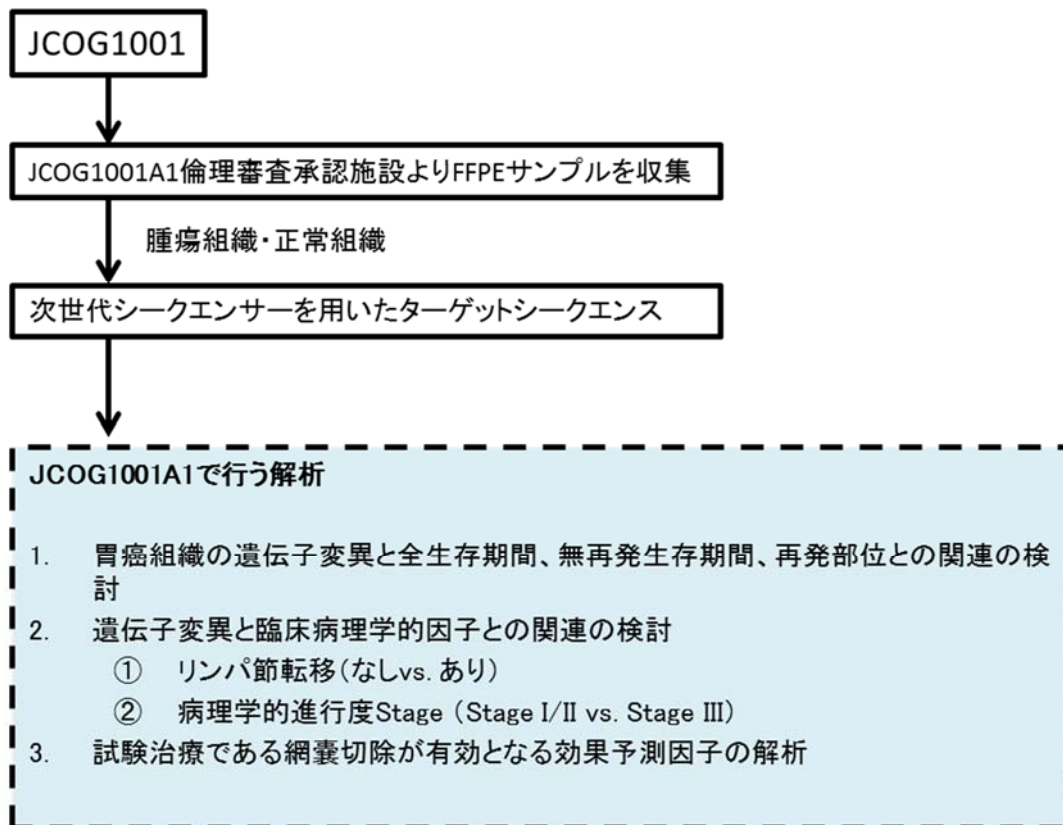 JCOG1001
JCOG1001A1倫理審査承認施設よりFFPEサンプルを収集
腫瘍組織・正常組織
次世代シークエンサーを用いたターゲットシークエンス
JCOG1001A1で行う解析
1. 胃癌組織の遺伝子変異と全生存期間、無再発生存期間、再発部位との関連の検
討
2. 遺伝子変異と臨床病理学的因子との関連の検討
① リンパ節転移(なしvs. あり)
② 病理学的進行度Stage (Stage I/II vs. Stage III)
3. 試験治療である網嚢切除が有効となる効果予測因子の解析